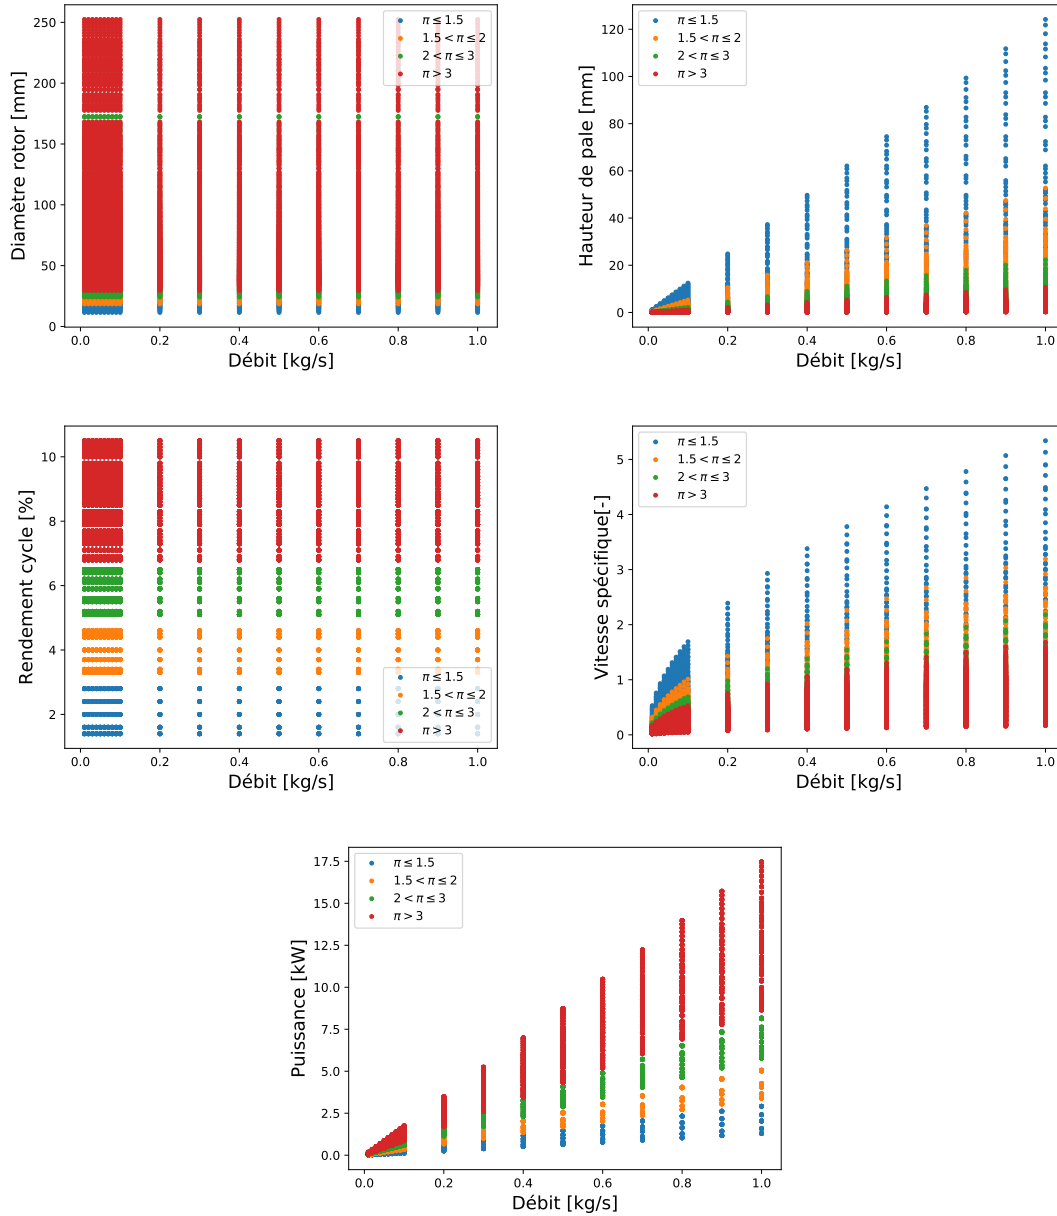 250
200
150
100
50
0
Diamètre rotor [mm]
π ≤ 1.5
1.5 < π ≤ 2
2 < π ≤ 3
π > 3
0.0 0.2 0.4 0.6 0.8 1.0
Débit [kg/s]
120
100
80
60
40
20
0
Hauteur de pale [mm]
π ≤ 1.5
1.5 < π ≤ 2
2 < π ≤ 3
π > 3
0.0 0.2 0.4 0.6 0.8 1.0
Débit [kg/s]
10
8
6
4
2
Rendement cycle [%]
π ≤ 1.5
1.5 < π ≤ 2
2 < π ≤ 3
π > 3
0.0 0.2 0.4 0.6 0.8 1.0
Débit [kg/s]
5
4
3
2
1
0
Vitesse spécifique[-]
π ≤ 1.5
1.5 < π ≤ 2
2 < π ≤ 3
π > 3
0.0 0.2 0.4 0.6 0.8 1.0
Débit [kg/s]
17.5
15.0
12.5
10.0
7.5
5.0
2.5
0.0
Puissance [kW]
π ≤ 1.5
1.5 < π ≤ 2
2 < π ≤ 3
π > 3
0.0 0.2 0.4 0.6 0.8 1.0
Débit [kg/s]